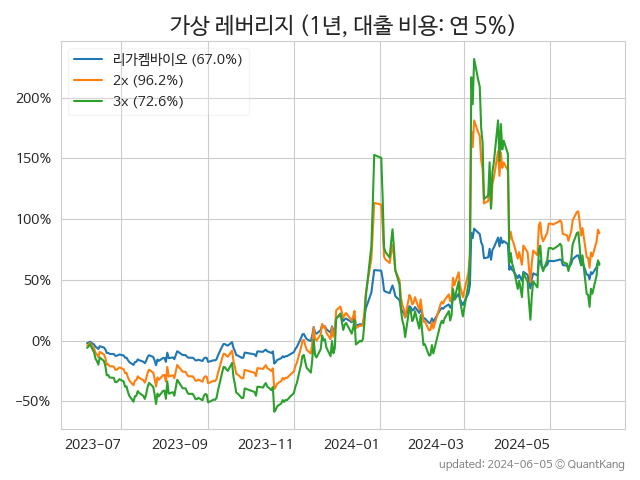 가상 레버리지 (1년, 대출 비용: 연 5%)
리가켐바이오 (67.0%)
2x (96.2%)
3x (72.6%)
200%
150%
100%
50%
0%
−50%
2023-07 2023-09 2023-11 2024-01 2024-03 2024-05
updated: 2024-06-05 © QuantKang